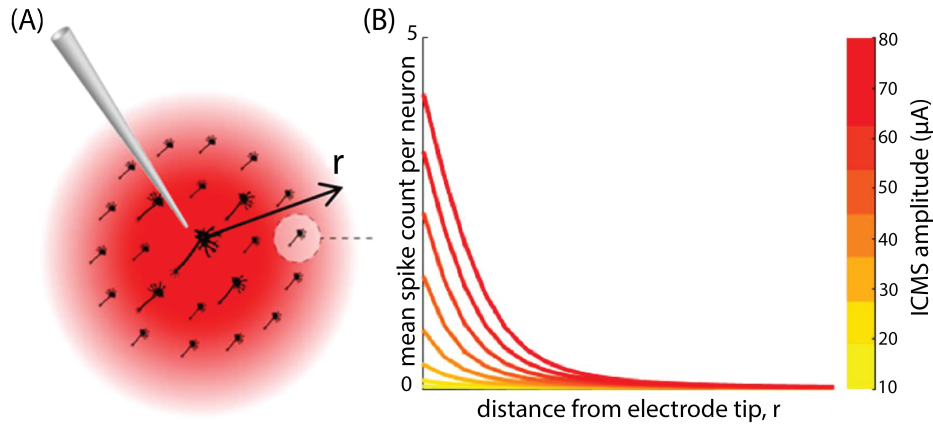 (A)
r
(B)
5
mean spike count per neuron
0
distance from electrode tip, r
80
70
60
50
40
30
20
10
ICMS amplitude (µA)